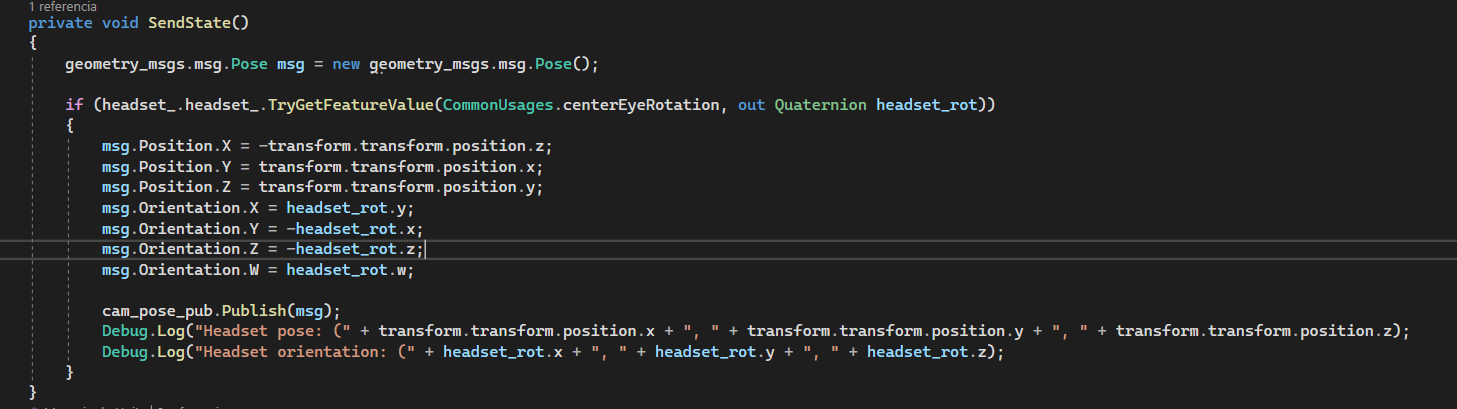 1 referencia
private void SendState()
{
geometry_msgs.msg.Pose msg = new geometry_msgs.msg.Pose();
if (headset_.headset_.TryGetFeatureValue(CommonUsages.centerEyeRotation, out Quaternion headset_rot))
{
msg.Position.X = -transform.transform.position.z;
msg.Position.Y = transform.transform.position.x;
msg.Position.Z = transform.transform.position.y;
msg.Orientation.X = headset_rot.y;
msg.Orientation.Y = -headset_rot.x;
msg.Orientation.Z = -headset_rot.z;
msg.Orientation.W = headset_rot.w;
cam_pose_pub.Publish(msg);
Debug.Log("Headset pose: (" + transform.transform.position.x + ", " + transform.transform.position.y + ", " + transform.transform.position.z);
Debug.Log("Headset orientation: (" + headset_rot.x + ", " + headset_rot.y + ", " + headset_rot.z);
}
}